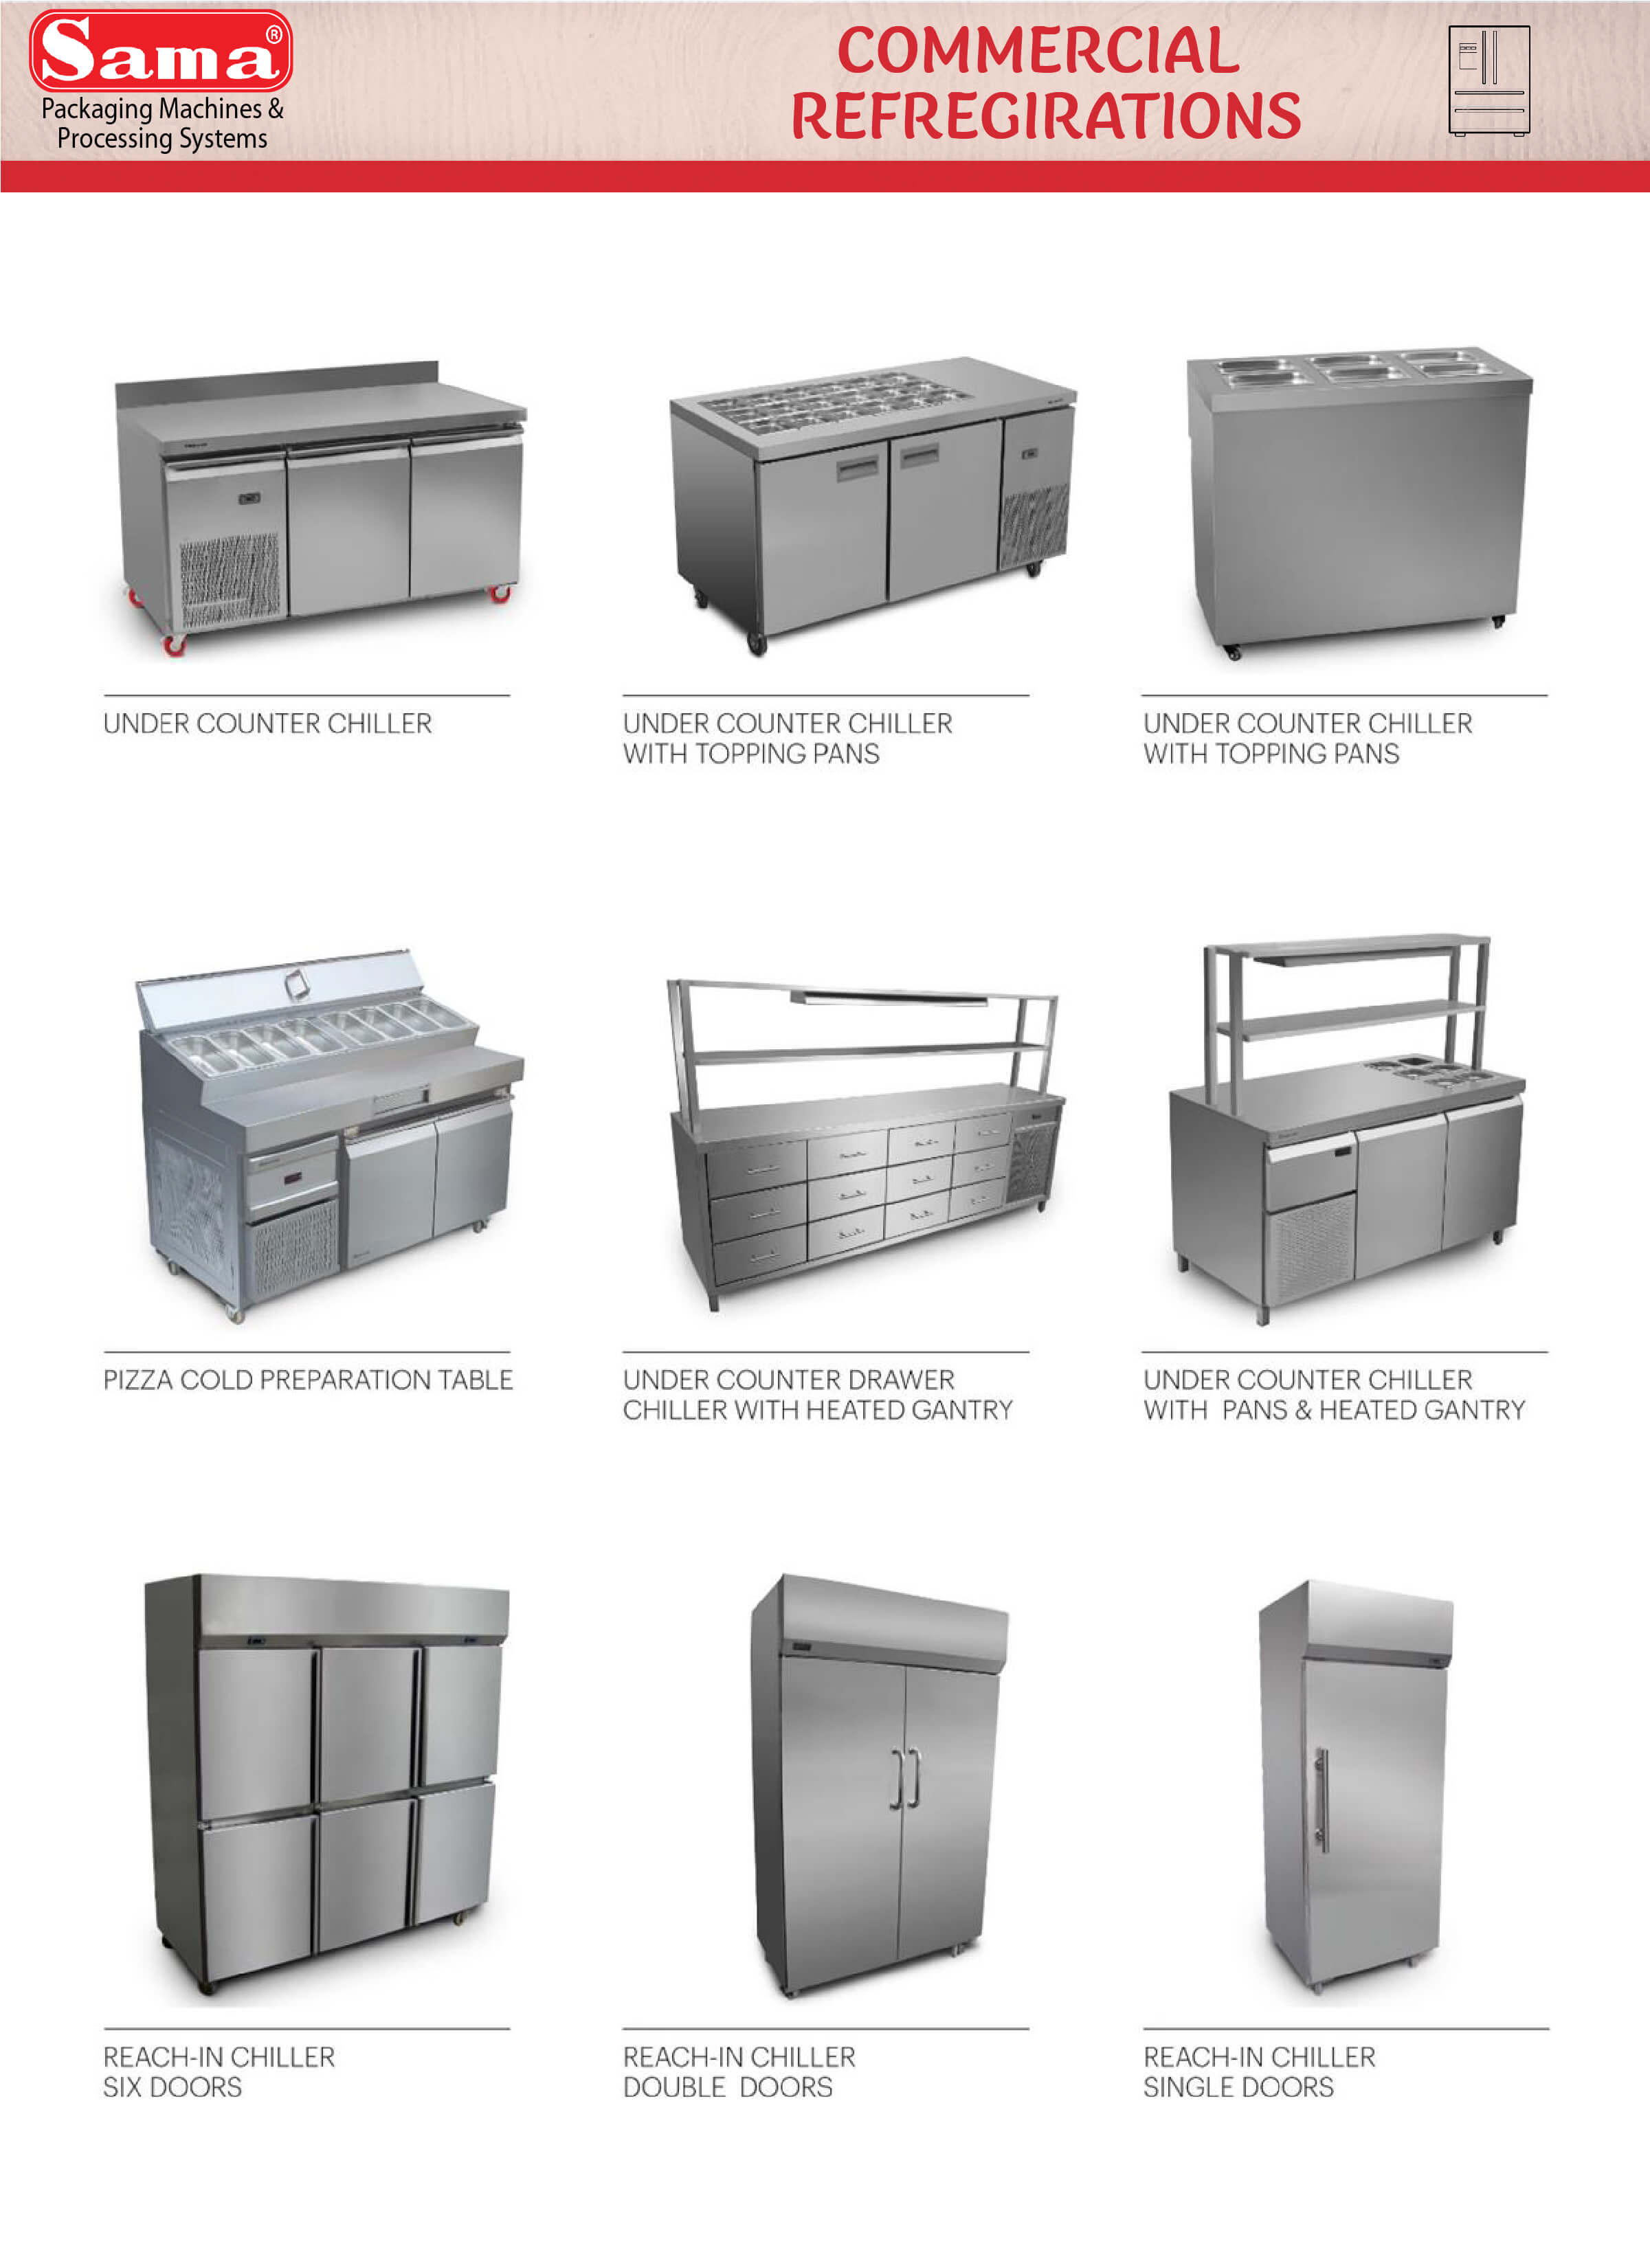 Sama®
Packaging Machines &
Processing Systems
COMMERCIAL
REFREGIRATIONS
UNDER COUNTER CHILLER
UNDER COUNTER CHILLER
WITH TOPPING PANS
UNDER COUNTER CHILLER
WITH TOPPING PANS
PIZZA COLD PREPARATION TABLE
UNDER COUNTER DRAWER
CHILLER WITH HEATED GANTRY
UNDER COUNTER CHILLER
WITH PANS & HEATED GANTRY
REACH-IN CHILLER
SIX DOORS
REACH-IN CHILLER
DOUBLE DOORS
REACH-IN CHILLER
SINGLE DOORS